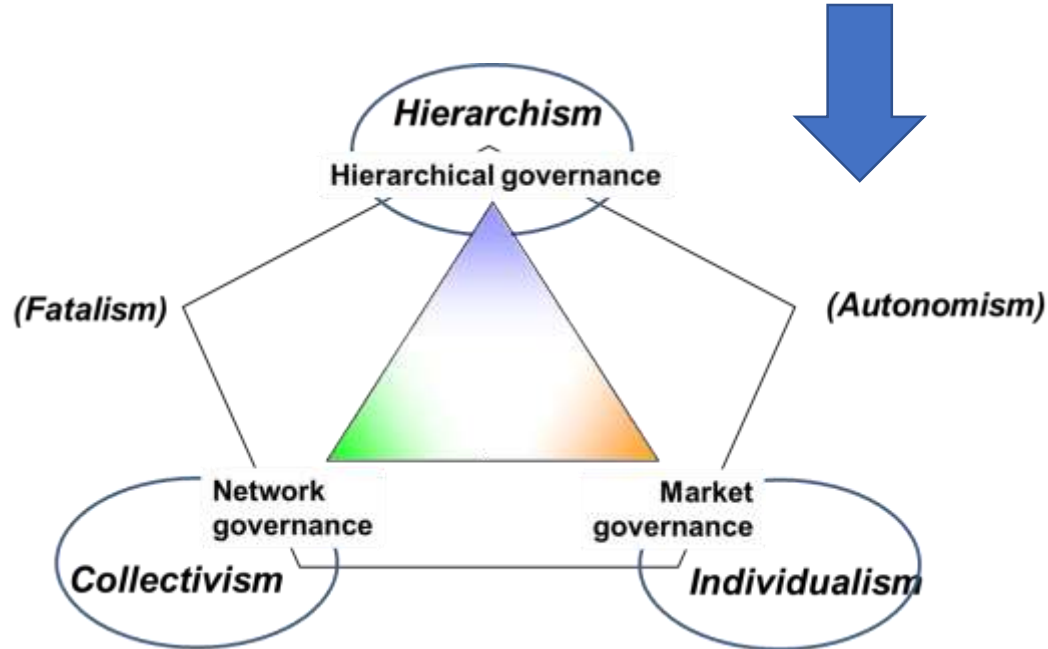 Hierarchism
Hierarchical governance
(Fatalism)
(Autonomism)
Network
governance
Market
governance
Collectivism
Individualism